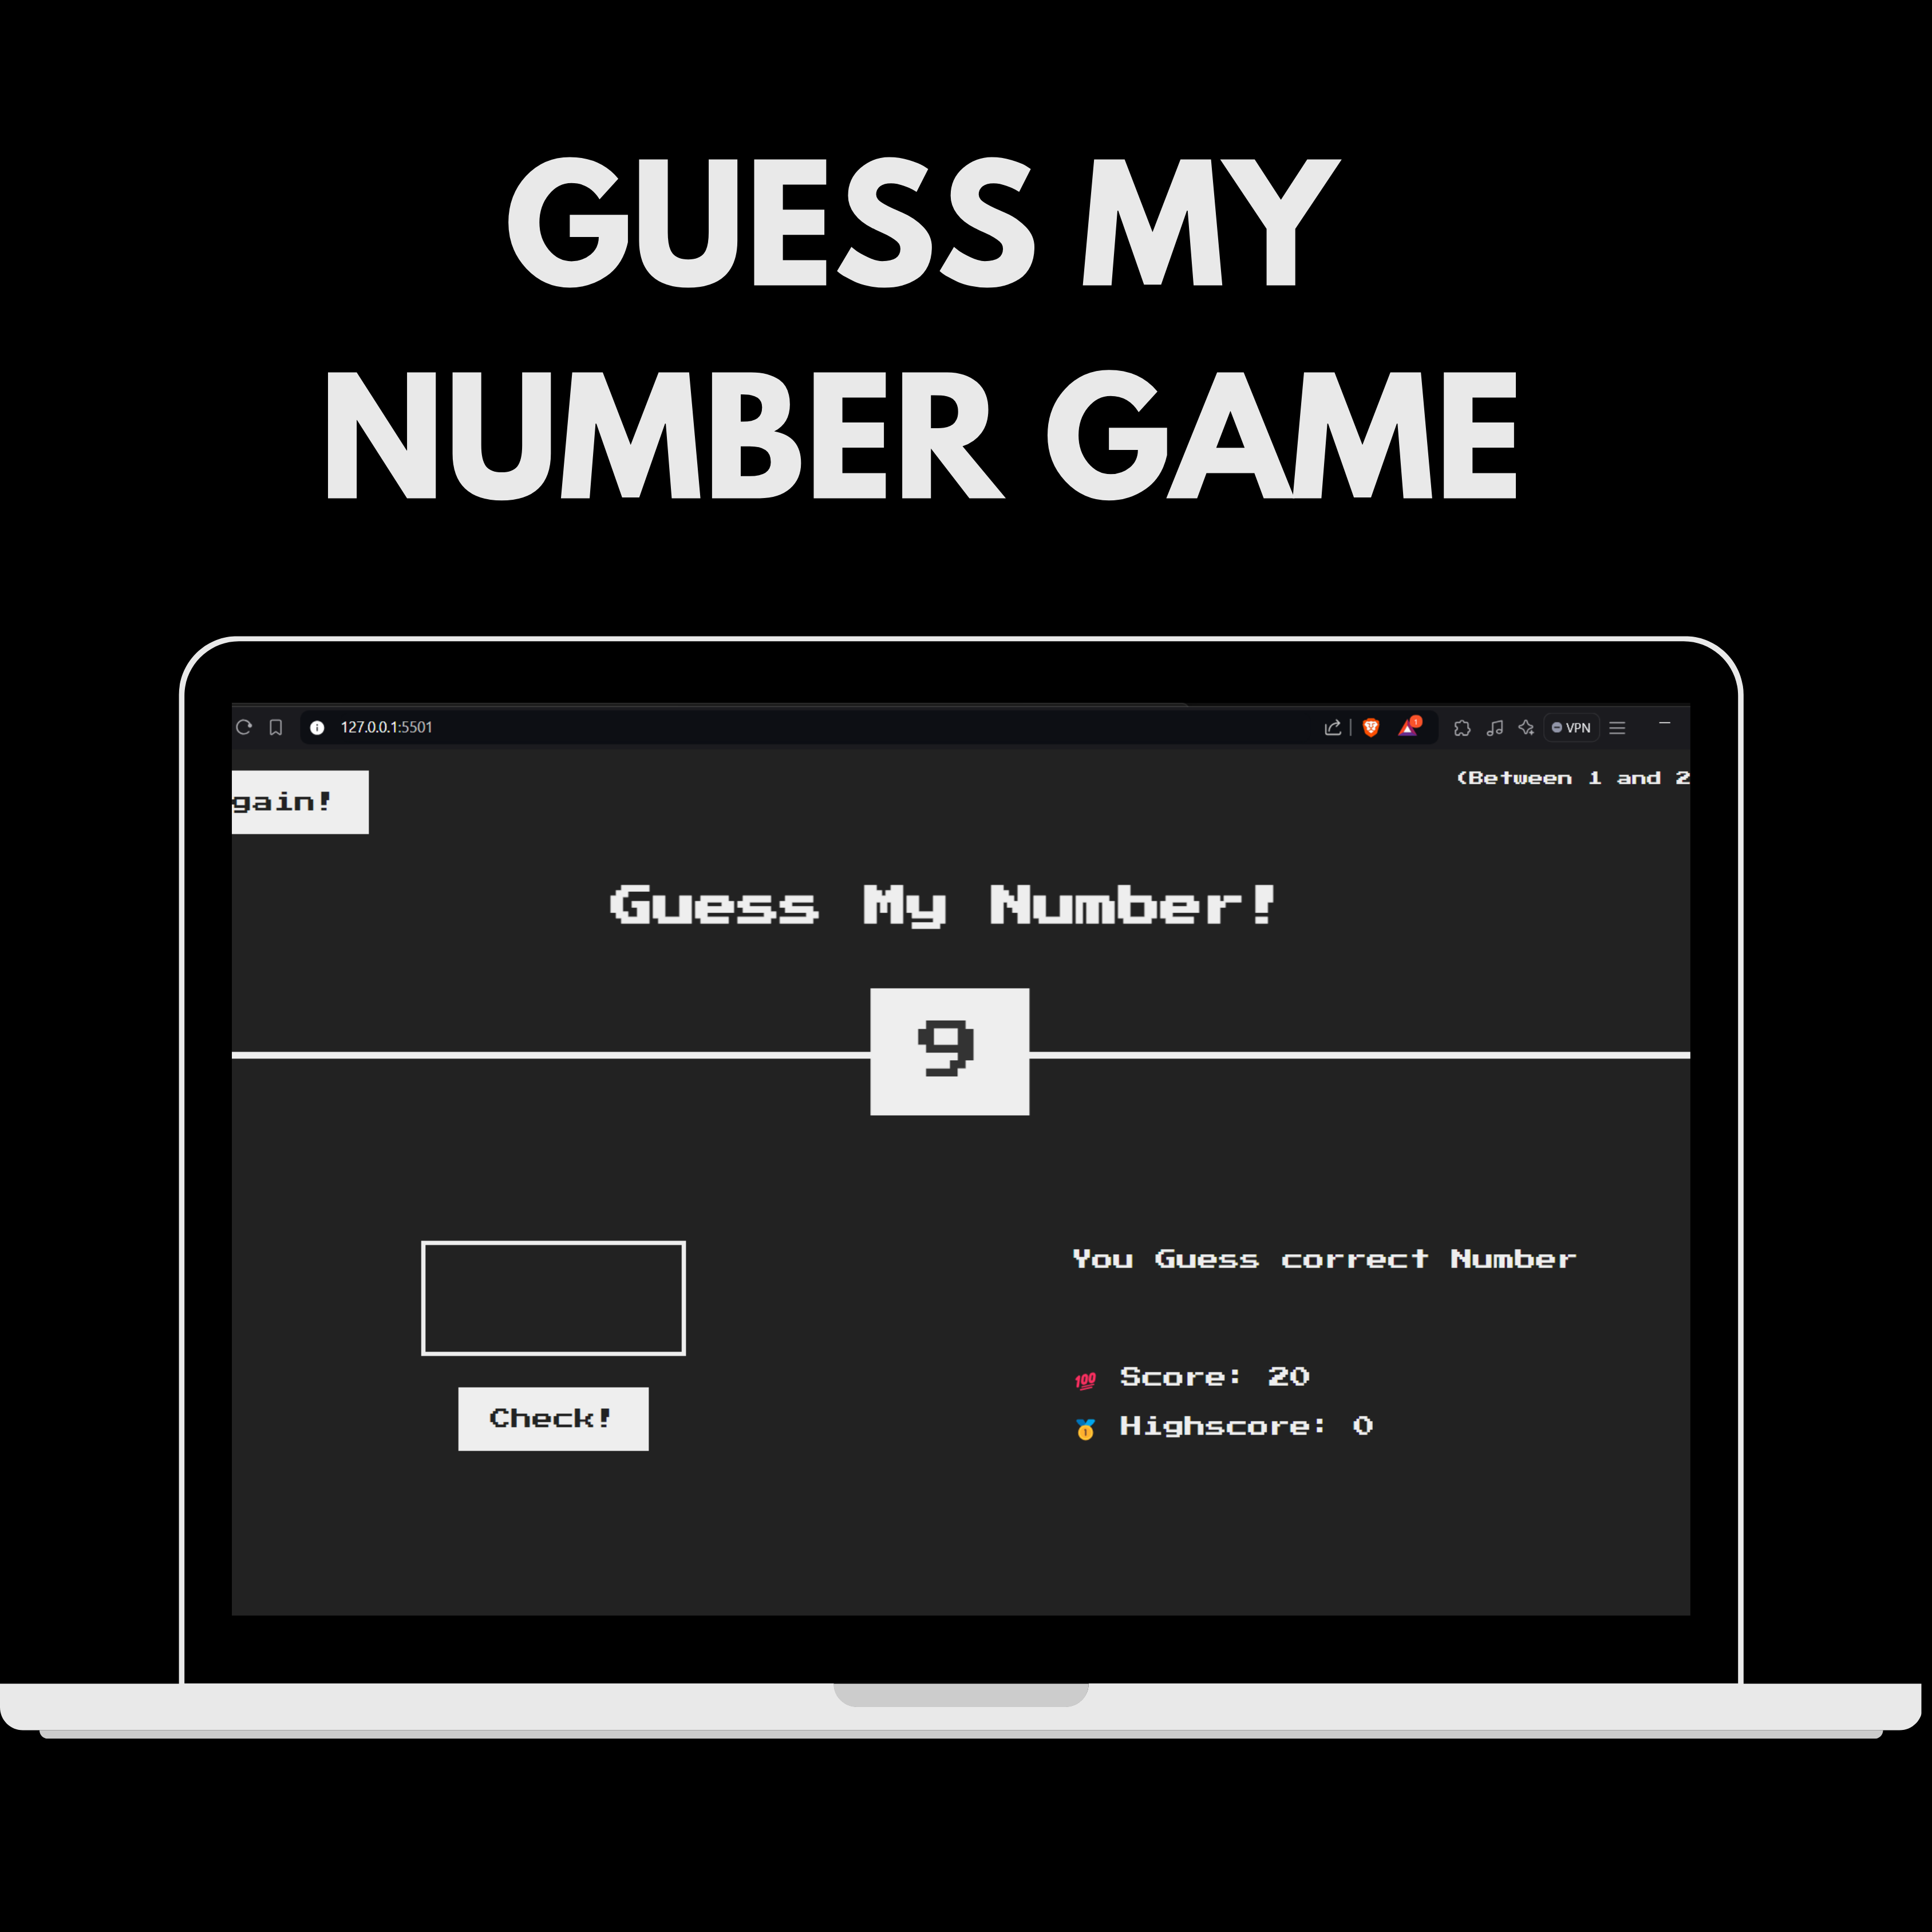 GUESS MY
NUMBER GAME
127.0.0.1:5501
1
VPN
gain!
(Between 1 and 2
Guess My Number!
9
You Guess correct Number
💯 Score: 20
🥇 Highscore: 0
Check!